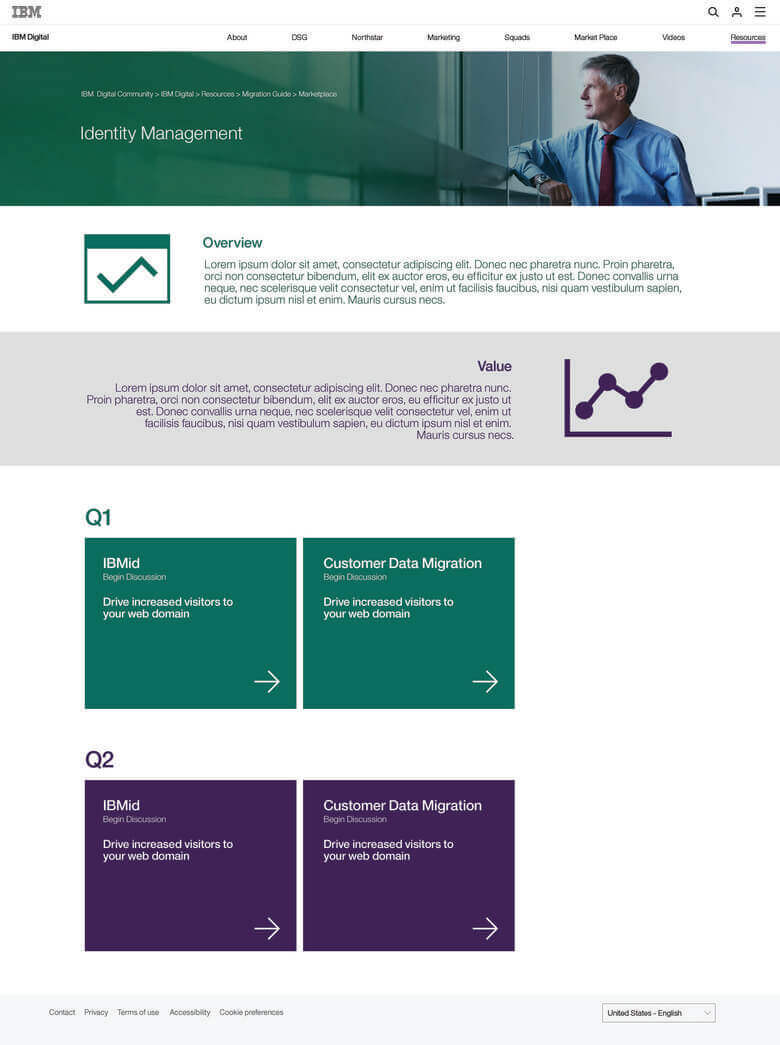 IBM
IBM Digital
About
DSG
Northstar
Marketing
Squads
Market Place
Videos
Resources
IBM Digital Community > IBM Digital > Resources > Migration Guide > Marketplace
Identity Management
Overview
Lorem ipsum dolor sit amet, consectetur adipiscing elit. Donec nec pharetra nunc. Proin pharetra,
orci non consectetur bibendum, elit ex auctor eros, eu efficitur ex justo ut est. Donec convallis urna
neque, nec scelerisque velit consectetur vel, enim ut facilisis faucibus, nisi quam vestibulum sapien,
eu dictum ipsum nisl et enim. Mauris cursus necs.
Value
Lorem ipsum dolor sit amet, consectetur adipiscing elit. Donec nec pharetra nunc.
Proin pharetra, orci non consectetur bibendum, elit ex auctor eros, eu efficitur ex justo ut
est. Donec convallis urna neque, nec scelerisque velit consectetur vel, enim ut
facilisis faucibus, nisi quam vestibulum sapien, eu dictum ipsum nisl et enim.
Mauris cursus necs.
Q1
IBMid
Begin Discussion
Drive increased visitors to
your web domain
Customer Data Migration
Begin Discussion
Drive increased visitors to
your web domain
Q2
IBMid
Begin Discussion
Drive increased visitors to
your web domain
Customer Data Migration
Begin Discussion
Drive increased visitors to
your web domain
Contact
Privacy
Terms of use
Accessibility
Cookie preferences
United States - English